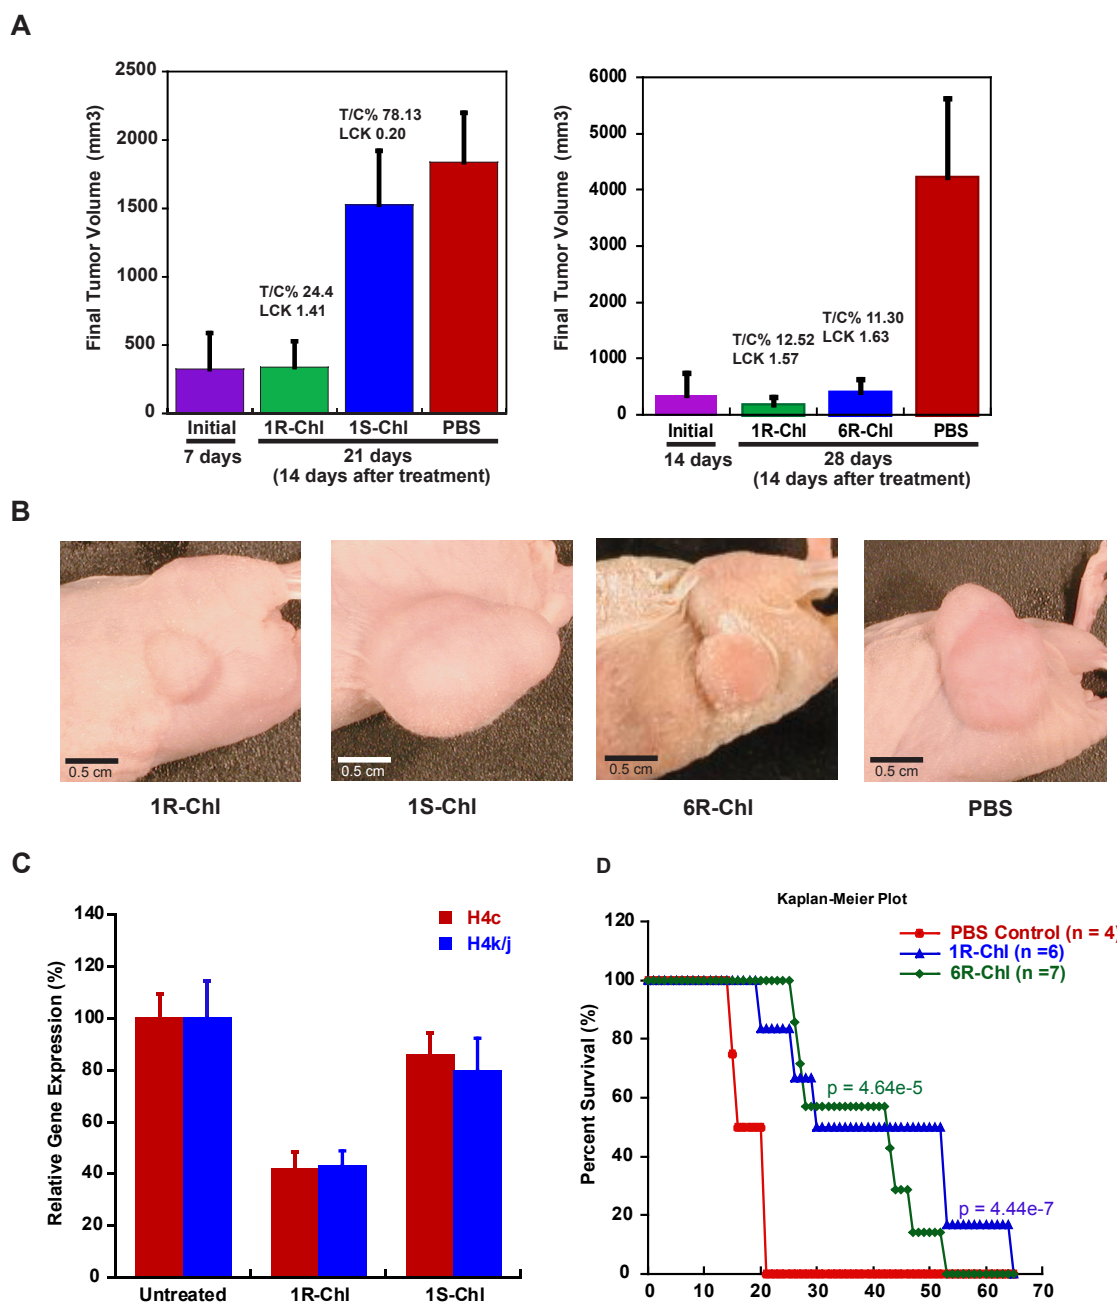 A
Final Tumor Volume (mm3)
2500
2000
1500
1000
500
0
T/C% 24.4
LCK 1.41
T/C% 78.13
LCK 0.20
Initial
1R-Chl
1S-Chl
PBS
7 days
21 days
(14 days after treatment)
Final Tumor Volume (mm3)
6000
5000
4000
3000
2000
1000
0
T/C% 12.52
LCK 1.57
T/C% 11.30
LCK 1.63
Initial
1R-Chl
6R-Chl
PBS
14 days
28 days
(14 days after treatment)
B
0.5 cm
0.5 cm
0.5 cm
0.5 cm
1R-Chl
1S-Chl
6R-Chl
PBS
C
Relative Gene Expression (%)
140
120
100
80
60
40
20
0
H4c
H4k/j
Untreated
1R-Chl
1S-Chl
D
Kaplan-Meier Plot
Percent Survival (%)
120
100
80
60
40
20
0
PBS Control (n = 4)
1R-Chl (n =6)
6R-Chl (n =7)
p = 4.64e-5
p = 4.44e-7
0
10
20
30
40
50
60
70